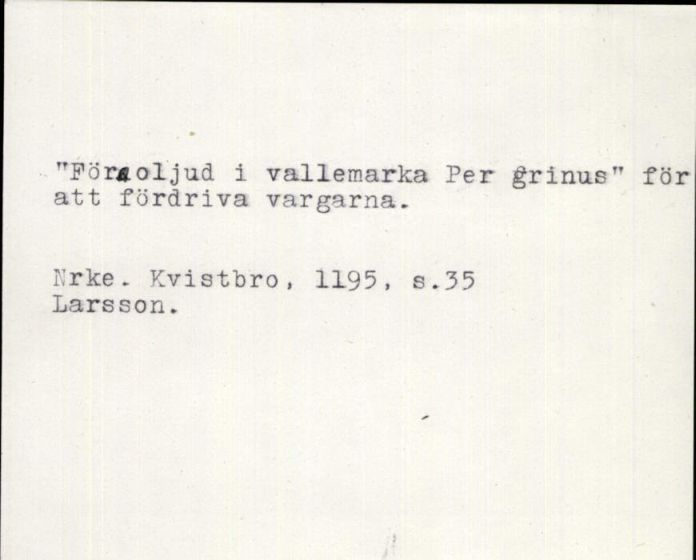 "Föraoljud i vallemarka Per grinus" för
att fördriva vargarna.
Nrke. Kvistbro, 1195, s.35
Larsson.